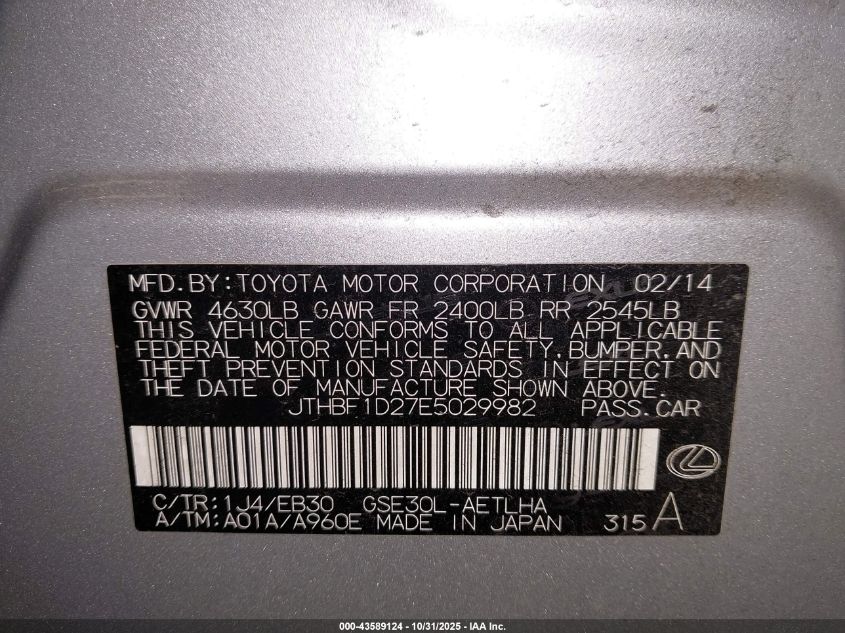 MFD. BY: TOYOTA MOTOR CORPORATION 02/14
GVWR 4630LB GAWR FR 2400LB RR 2545LB
THIS VEHICLE CONFORMS TO ALL APPLICABLE
FEDERAL MOTOR VEHICLE SAFETY, BUMPER, AND
THEFT PREVENTION STANDARDS IN EFFECT ON
THE DATE OF MANUFACTURE SHOWN ABOVE.
JTHBF1D27E5029982 PASS. CAR
C/TR: 1J4/EB30 GSE30L-AETLHA
A/TM: A01A/A960E MADE IN JAPAN 315 A
000-43589124 - 10/31/2025 - IAA Inc.